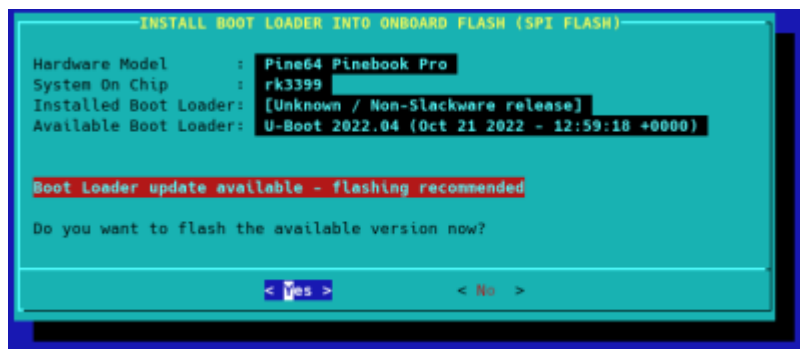 INSTALL BOOT LOADER INTO ONBOARD FLASH (SPI FLASH)
Hardware Model : Pine64 Pinebook Pro
System On Chip : rk3399
Installed Boot Loader: [Unknown / Non-Slackware release]
Available Boot Loader: U-Boot 2022.04 (Oct 21 2022 - 12:59:18 +0000)
Boot Loader update available - flashing recommended
Do you want to flash the available version now?
< Yes > < No >